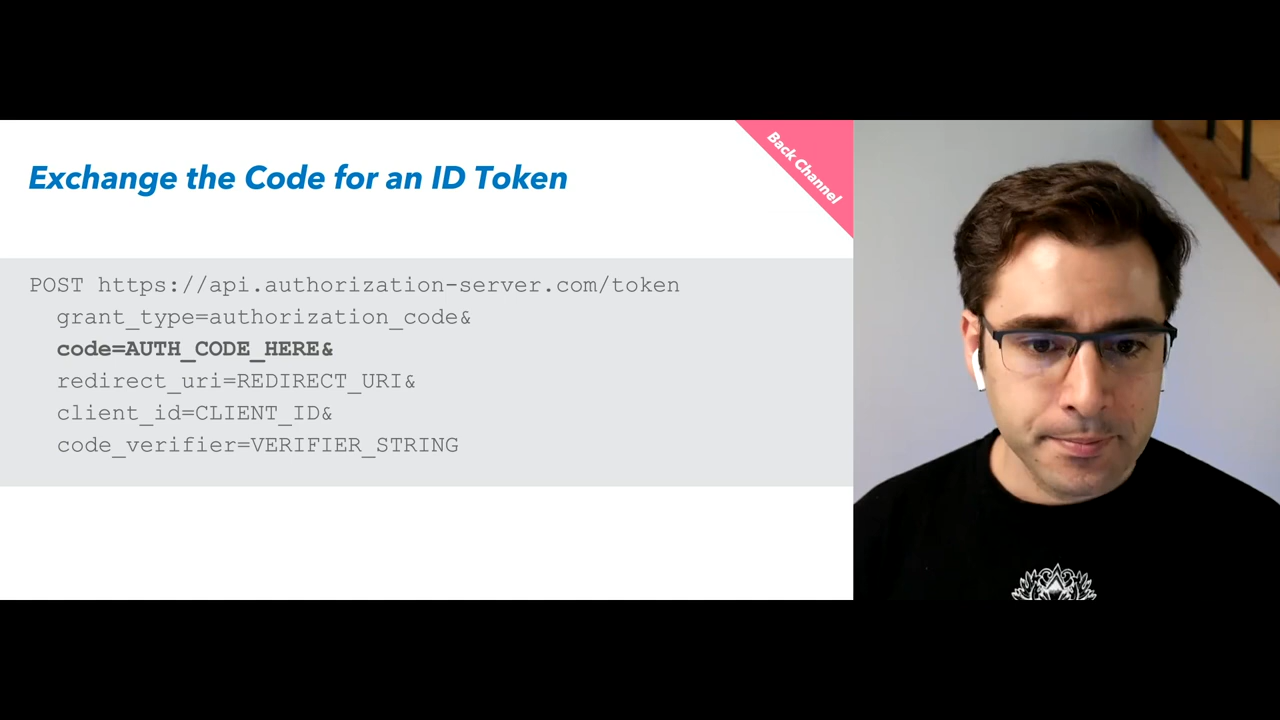 Exchange the Code for an ID Token
Back Channel
POST https://api.authorization-server.com/token
grant_type=authorization_code&
code=AUTH_CODE_HERE&
redirect_uri=REDIRECT_URI&
client_id=CLIENT_ID&
code_verifier=VERIFIER_STRING